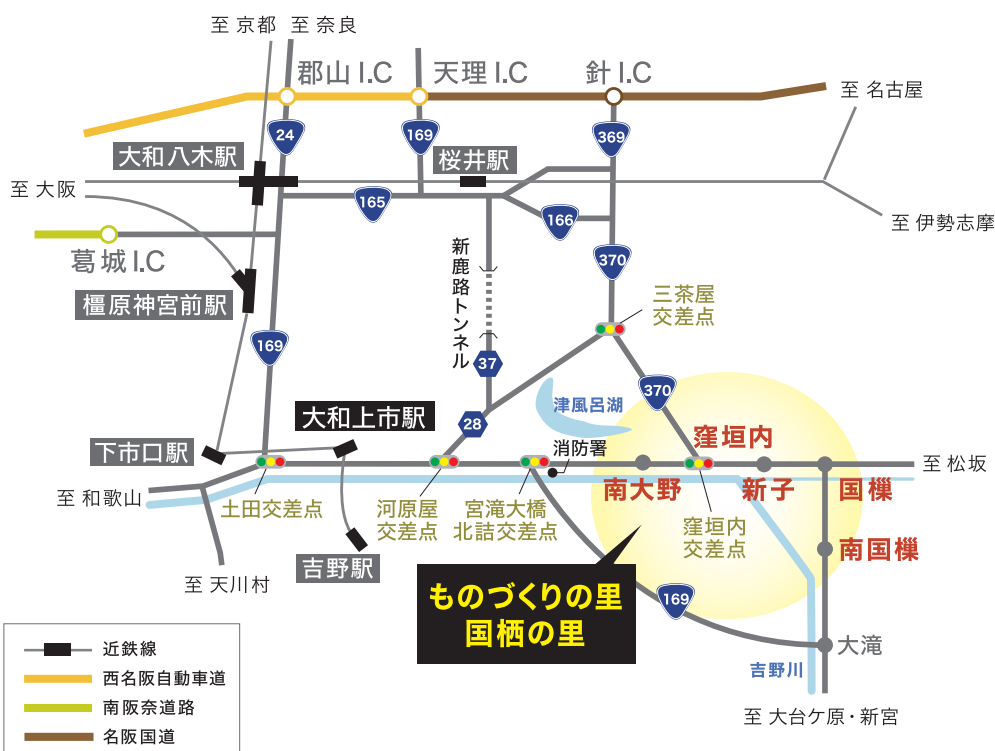 至 京都
至 奈良
郡山 I.C
天理 I.C
針 I.C
至 名古屋
24
169
369
大和八木駅
桜井駅
至 大阪
165
166
至 伊勢志摩
葛城 I.C
新鹿路トンネル
370
橿原神宮前駅
三茶屋
交差点
169
37
370
津風呂湖
大和上市駅
28
窪垣内
下市口駅
消防署
至 松坂
至 和歌山
南大野
新子
国樔
土田交差点
河原屋
交差点
宮滝大橋
北詰交差点
窪垣内
交差点
南国樔
吉野駅
至 天川村
ものづくりの里
国栖の里
169
大滝
吉野川
至 大台ケ原・新宮
近鉄線
西名阪自動車道
南阪奈道路
名阪国道